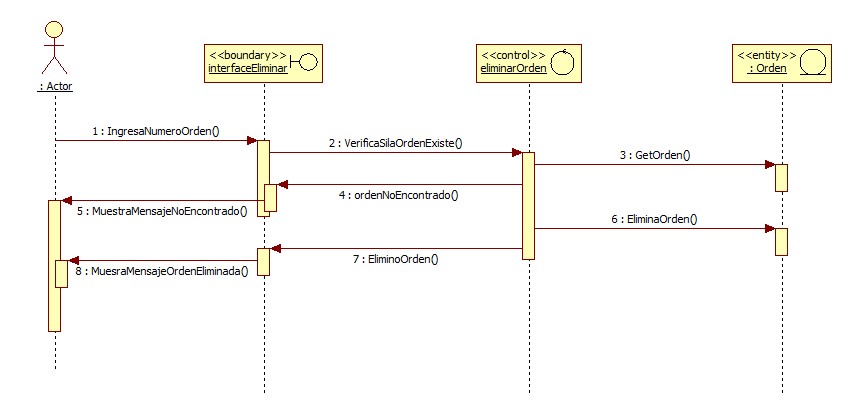 : Actor
<<boundary>>
interfaceEliminar
<<control>>
eliminarOrden
<<entity>>
: Orden
1 : IngresaNumeroOrden()
2 : VerificaSilaOrdenExiste()
3 : GetOrden()
4 : ordenNoEncontrado()
5 : MuestraMensajeNoEncontrado()
6 : EliminaOrden()
7 : EliminoOrden()
8 : MuesraMensajeOrdenEliminada()